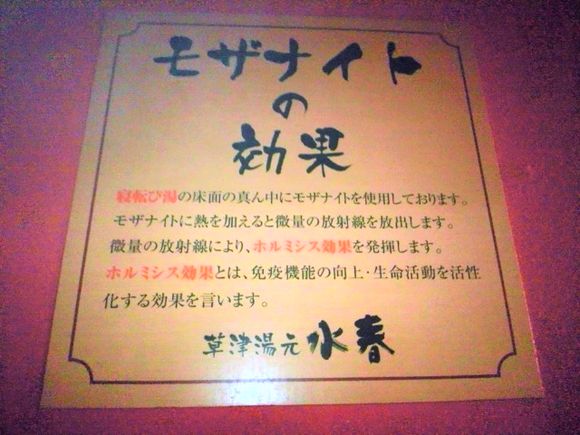 モザナイト
の
効果
寝転び湯の床面の真ん中にモザナイトを使用しております。
モザナイトに熱を加えると微量の放射線を放出します。
微量の放射線により、ホルミシス効果を発揮します。
ホルミシス効果とは、免疫機能の向上・生命活動を活性
化する効果を言います。
草津湯元 水春